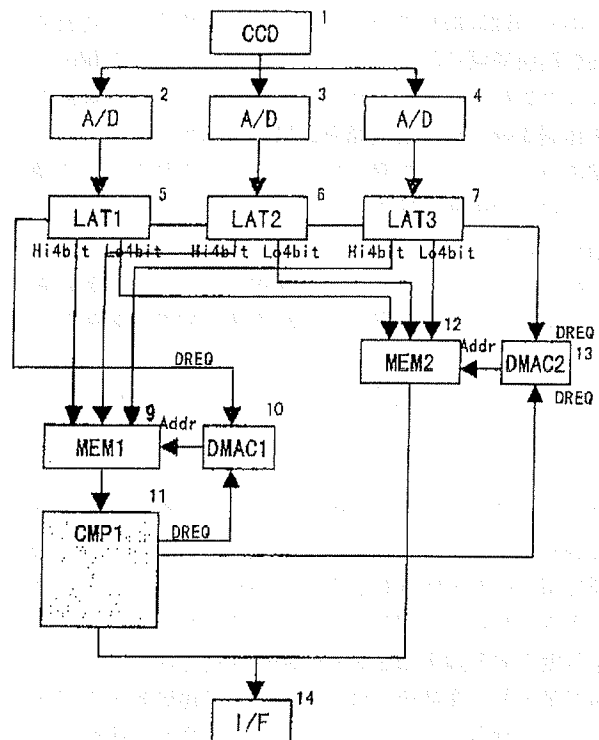 1
CCD
2 3 4
A/D A/D A/D
5 6 7
LAT1 LAT2 LAT3
Hi4bit Lo4bit Hi4bit Lo4bit Hi4bit Lo4bit
12 DREQ
MEM2 Addr DMAC2 13
DREQ
DREQ
9 Addr 10
MEM1 DMAC1
11
CMP1 DREQ
14
I/F